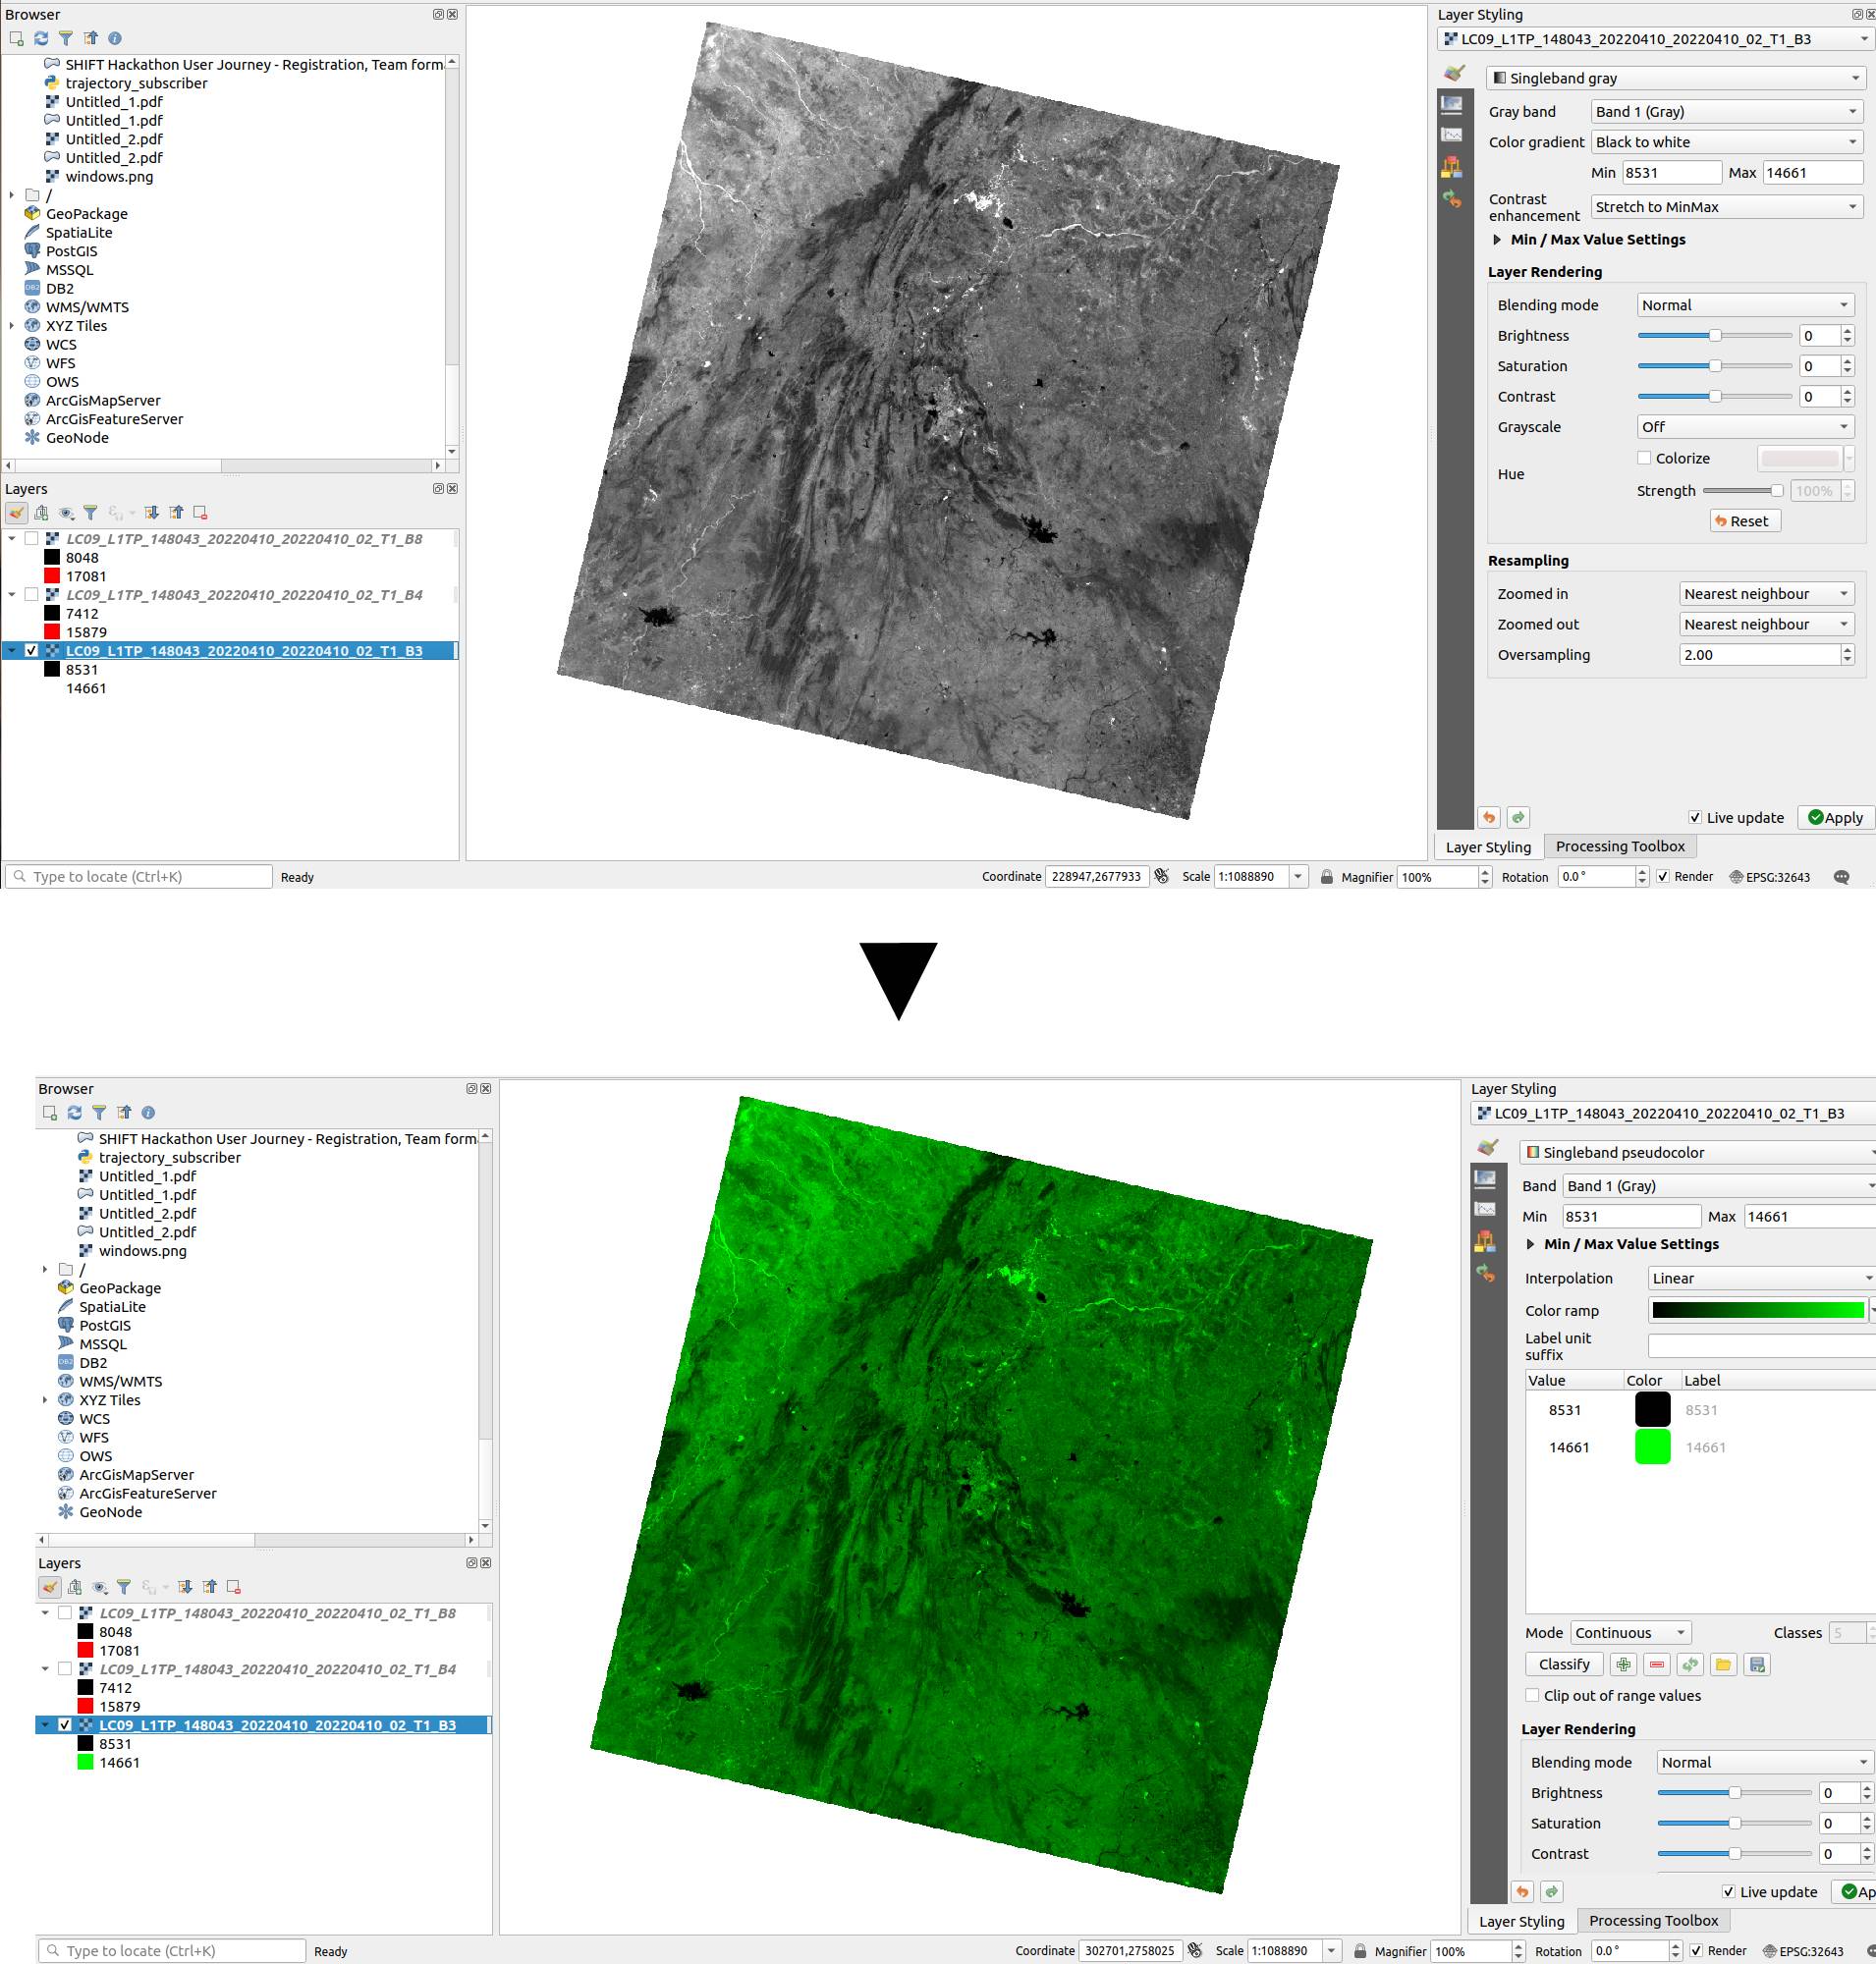 Browser
SHIFT Hackathon User Journey - Registration, Team form
trajectory_subscriber
Untitled_1.pdf
Untitled_1.pdf
Untitled_2.pdf
Untitled_2.pdf
windows.png
/
GeoPackage
SpatiaLite
PostGIS
MSSQL
DB2
WMS/WMTS
XYZ Tiles
WCS
WFS
OWS
ArcGisMapServer
ArcGisFeatureServer
GeoNode
Layers
LC09_L1TP_148043_20220410_20220410_02_T1_B8
8048
17081
LC09_L1TP_148043_20220410_20220410_02_T1_B4
7412
15879
LC09_L1TP_148043_20220410_20220410_02_T1_B3
8531
14661
Layer Styling
LC09_L1TP_148043_20220410_20220410_02_T1_B3
Singleband gray
Gray band Band 1 (Gray)
Color gradient Black to white
Min 8531 Max 14661
Contrast
enhancement Stretch to MinMax
Min / Max Value Settings
Layer Rendering
Blending mode Normal
Brightness 0
Saturation 0
Contrast 0
Grayscale Off
Hue Colorize
Strength 100%
Reset
Resampling
Zoomed in Nearest neighbour
Zoomed out Nearest neighbour
Oversampling 2.00
Live update Apply
Layer Styling Processing Toolbox
Type to locate (Ctrl+K) Ready Coordinate 228947,2677933 Scale 1:1088890 Magnifier 100% Rotation 0.0 ° Render EPSG:32643
Browser
SHIFT Hackathon User Journey - Registration, Team form
trajectory_subscriber
Untitled_1.pdf
Untitled_1.pdf
Untitled_2.pdf
Untitled_2.pdf
windows.png
/
GeoPackage
SpatiaLite
PostGIS
MSSQL
DB2
WMS/WMTS
XYZ Tiles
WCS
WFS
OWS
ArcGisMapServer
ArcGisFeatureServer
GeoNode
Layers
LC09_L1TP_148043_20220410_20220410_02_T1_B8
8048
17081
LC09_L1TP_148043_20220410_20220410_02_T1_B4
7412
15879
LC09_L1TP_148043_20220410_20220410_02_T1_B3
8531
14661
Layer Styling
LC09_L1TP_148043_20220410_20220410_02_T1_B3
Singleband pseudocolor
Band Band 1 (Gray)
Min 8531 Max 14661
Min / Max Value Settings
Interpolation Linear
Color ramp
Label unit
suffix
Value Color Label
8531 8531
14661 14661
Mode Continuous Classes 5
Classify
Clip out of range values
Layer Rendering
Blending mode Normal
Brightness 0
Saturation 0
Contrast 0
Live update Ap
Layer Styling Processing Toolbox
Type to locate (Ctrl+K) Ready Coordinate 302701,2758025 Scale 1:1088890 Magnifier 100% Rotation 0.0 ° Render EPSG:32643